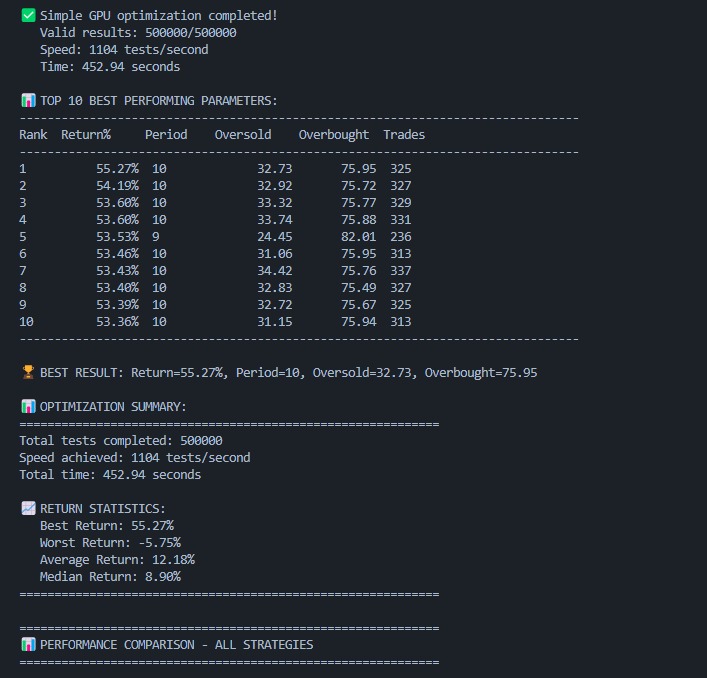 ✅ Simple GPU optimization completed!
Valid results: 500000/500000
Speed: 1104 tests/second
Time: 452.94 seconds
📊 TOP 10 BEST PERFORMING PARAMETERS:
--------------------------------------------------------------------------------
Rank  Return%     Period    Oversold    Overbought  Trades
--------------------------------------------------------------------------------
1          55.27%  10             32.73       75.95  325
2          54.19%  10             32.92       75.72  327
3          53.60%  10             33.32       75.77  329
4          53.60%  10             33.74       75.88  331
5          53.53%  9              24.45       82.01  236
6          53.46%  10             31.06       75.95  313
7          53.43%  10             34.42       75.76  337
8          53.40%  10             32.83       75.49  327
9          53.39%  10             32.72       75.67  325
10         53.36%  10             31.15       75.94  313
--------------------------------------------------------------------------------
🏆 BEST RESULT: Return=55.27%, Period=10, Oversold=32.73, Overbought=75.95
📊 OPTIMIZATION SUMMARY:
============================================================
Total tests completed: 500000
Speed achieved: 1104 tests/second
Total time: 452.94 seconds
📈 RETURN STATISTICS:
Best Return: 55.27%
Worst Return: -5.75%
Average Return: 12.18%
Median Return: 8.90%
============================================================
============================================================
📊 PERFORMANCE COMPARISON - ALL STRATEGIES
============================================================